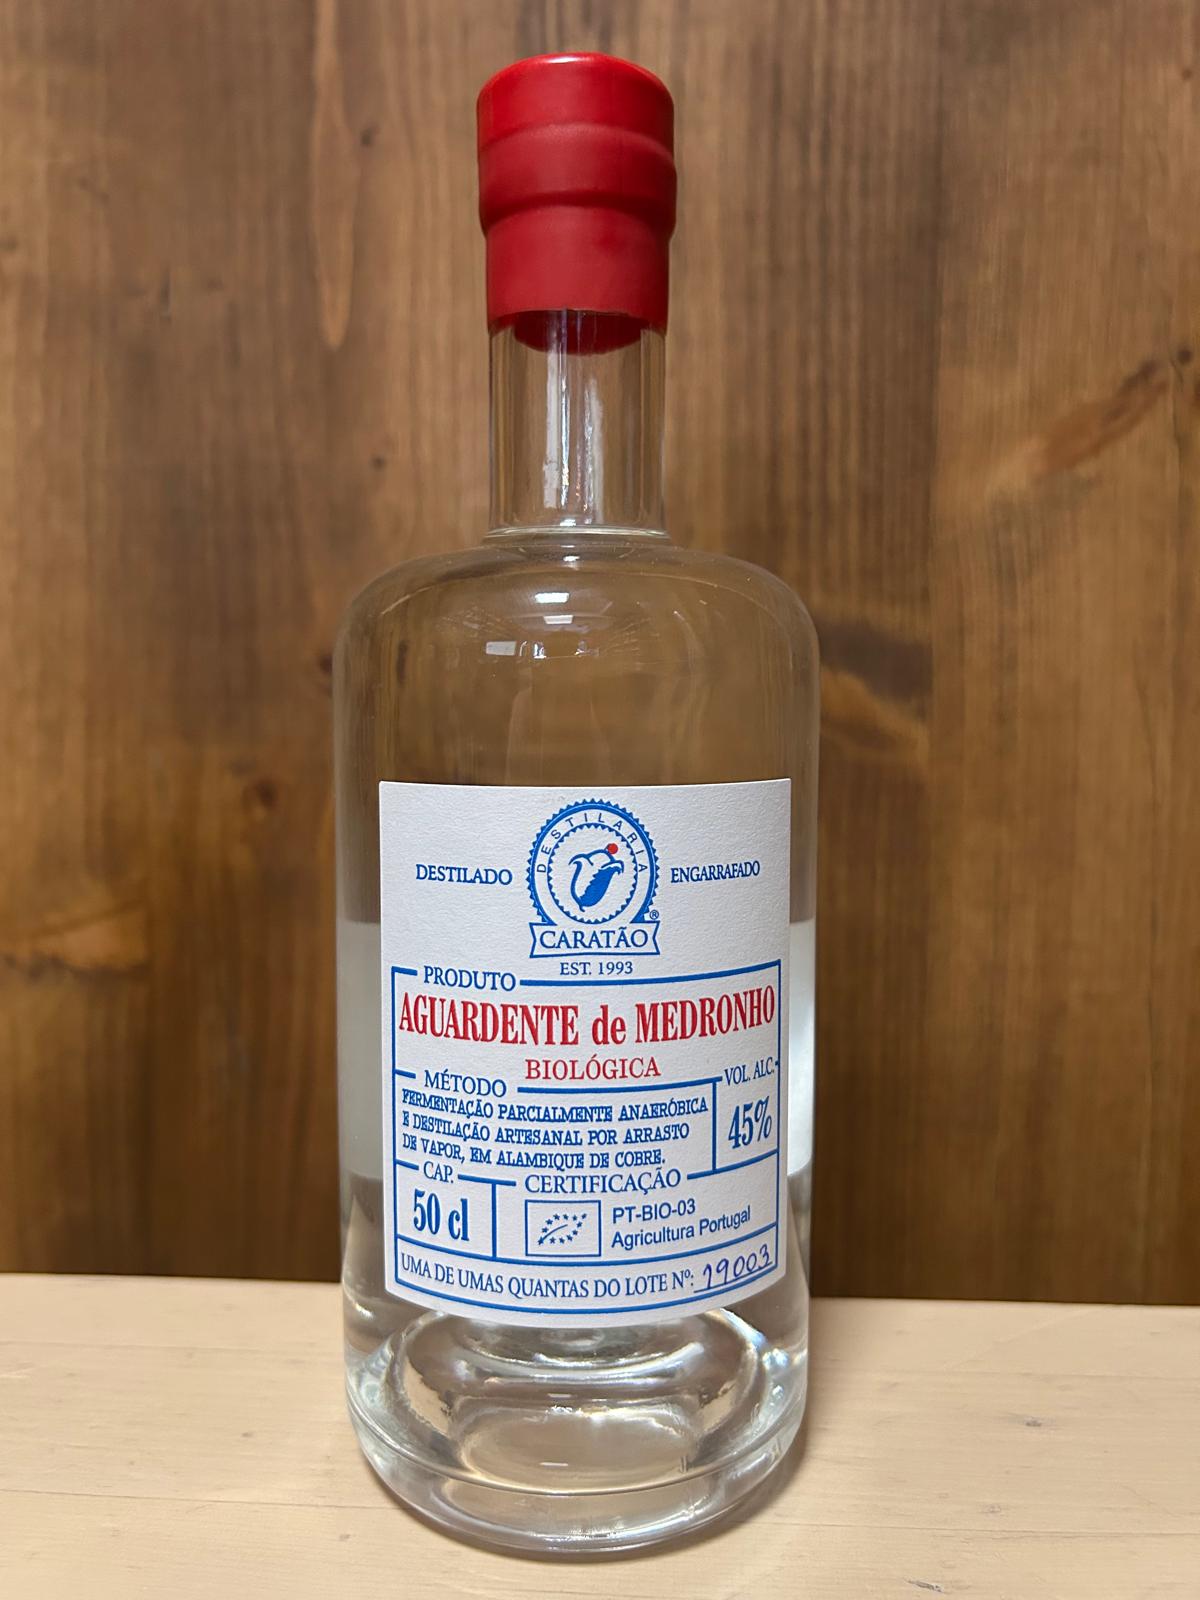 DESTILARIA
DESTILADO
ENGARRAFADO
®
CARATÃO
EST. 1993
PRODUTO
AGUARDENTE de MEDRONHO
BIOLÓGICA
MÉTODO
FERMENTAÇÃO PARCIALMENTE ANAERÓBICA
E DESTILAÇÃO ARTESANAL POR ARRASTO
DE VAPOR, EM ALAMBIQUE DE COBRE.
VOL. ALC.
45%
CAP.
50 cl
CERTIFICAÇÃO
PT-BIO-03
Agricultura Portugal
UMA DE UMAS QUANTAS DO LOTE Nº: 19003